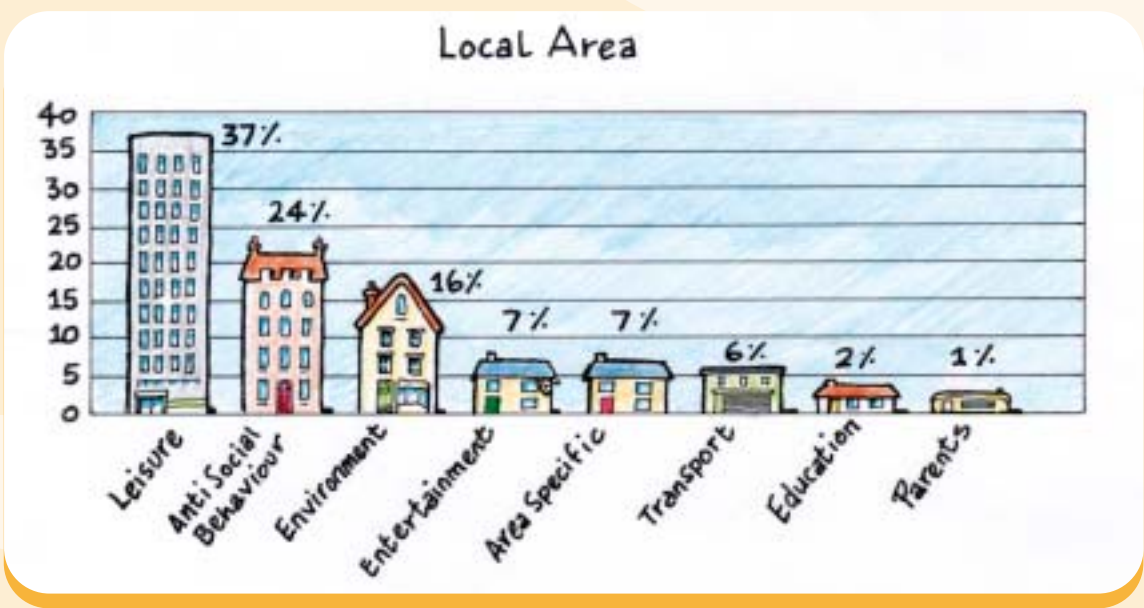 Local Area
40
35
30
25
20
15
10
5
0
37%
24%
16%
7%
7%
6%
2%
1%
Leisure
Anti Social
Behaviour
Environment
Entertainment
Area Specific
Transport
Education
Parents